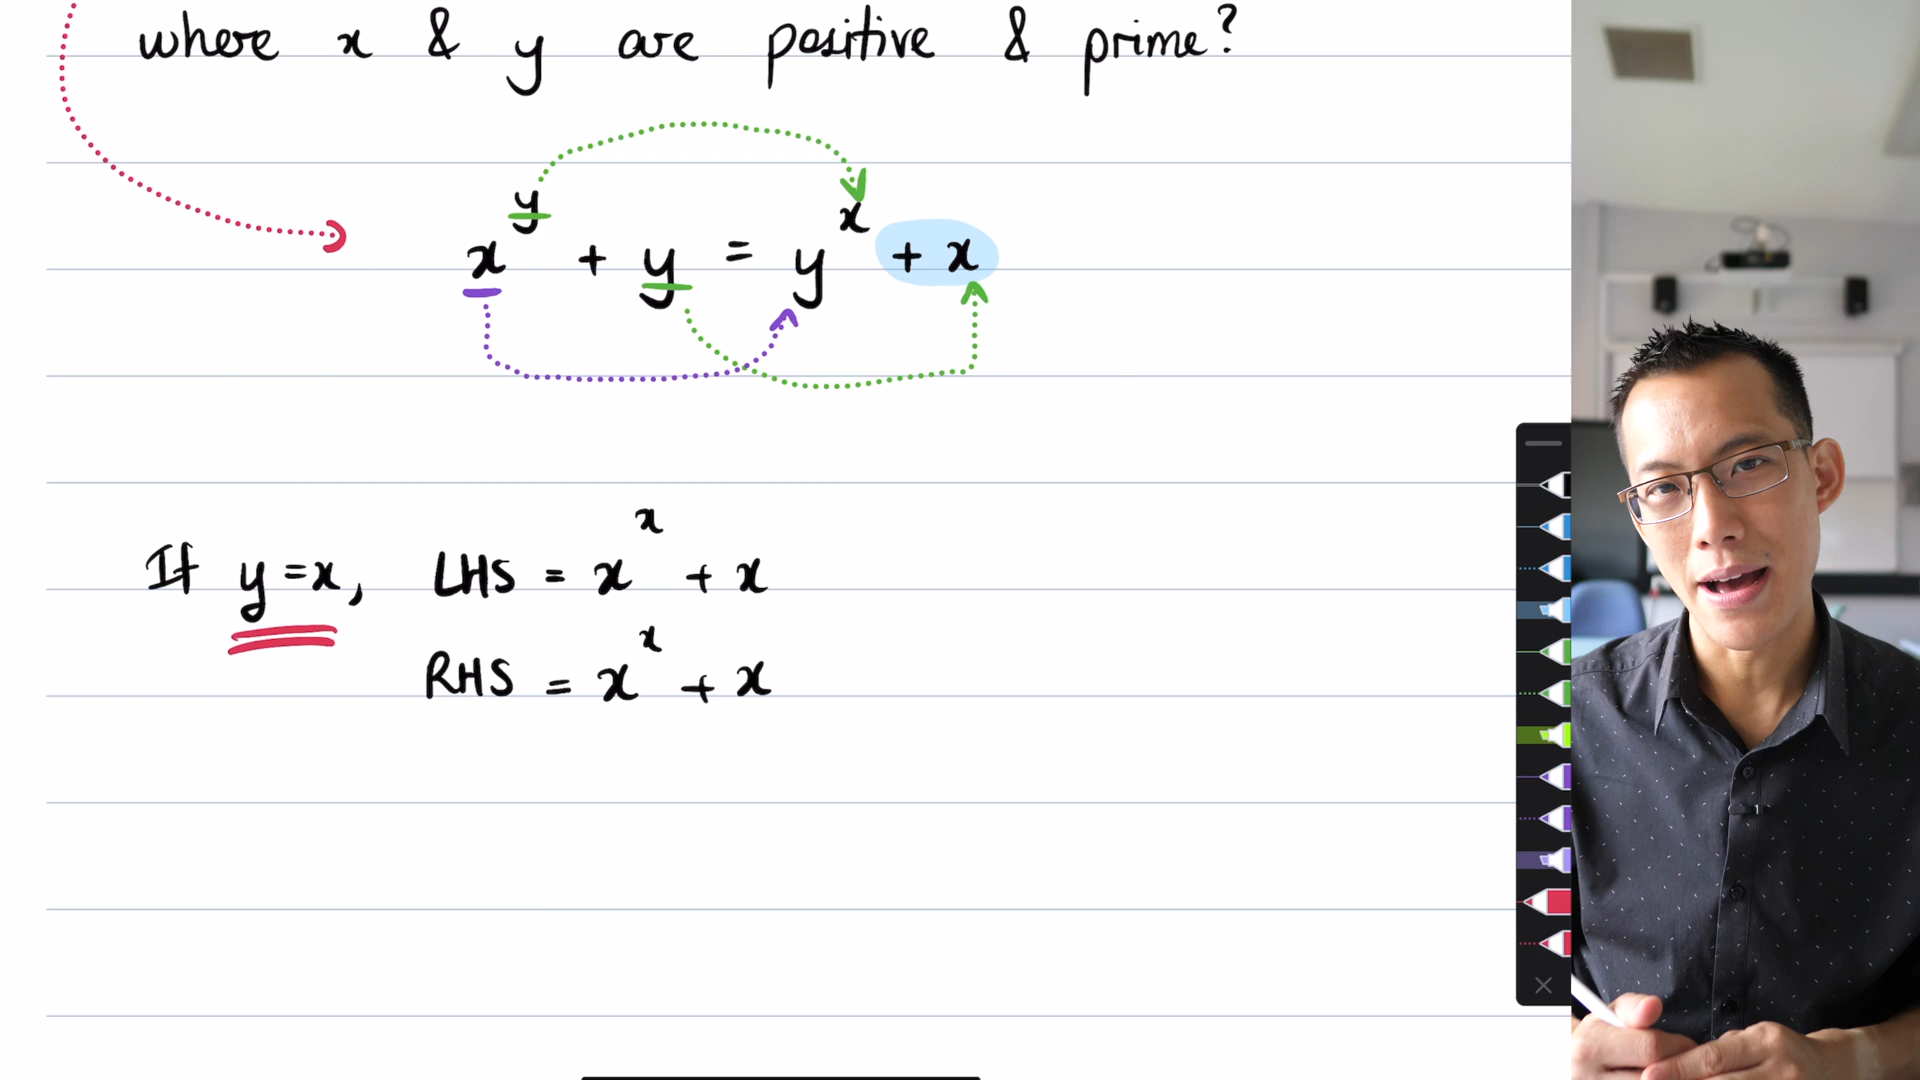 where x & y are positive & prime?
x^y + y = y^x + x
If y=x, LHS = x^x + x
RHS = x^x + x